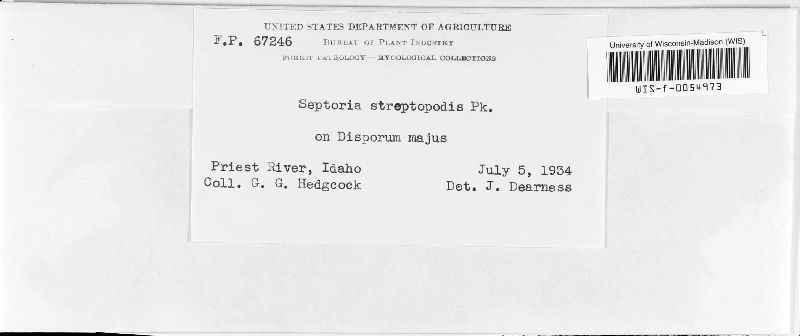 UNITED STATES DEPARTMENT OF AGRICULTURE
F.P. 67246 BUREAU OF PLANT INDUSTRY
FOREST PATHOLOGY — MYCOLOGICAL COLLECTIONS
University of Wisconsin-Madison (WIS)
WIS-f-0054973
Septoria streptopodis Pk.
on Disporum majus
Priest River, Idaho July 5, 1934
Coll. G. G. Hedgcock Det. J. Dearness